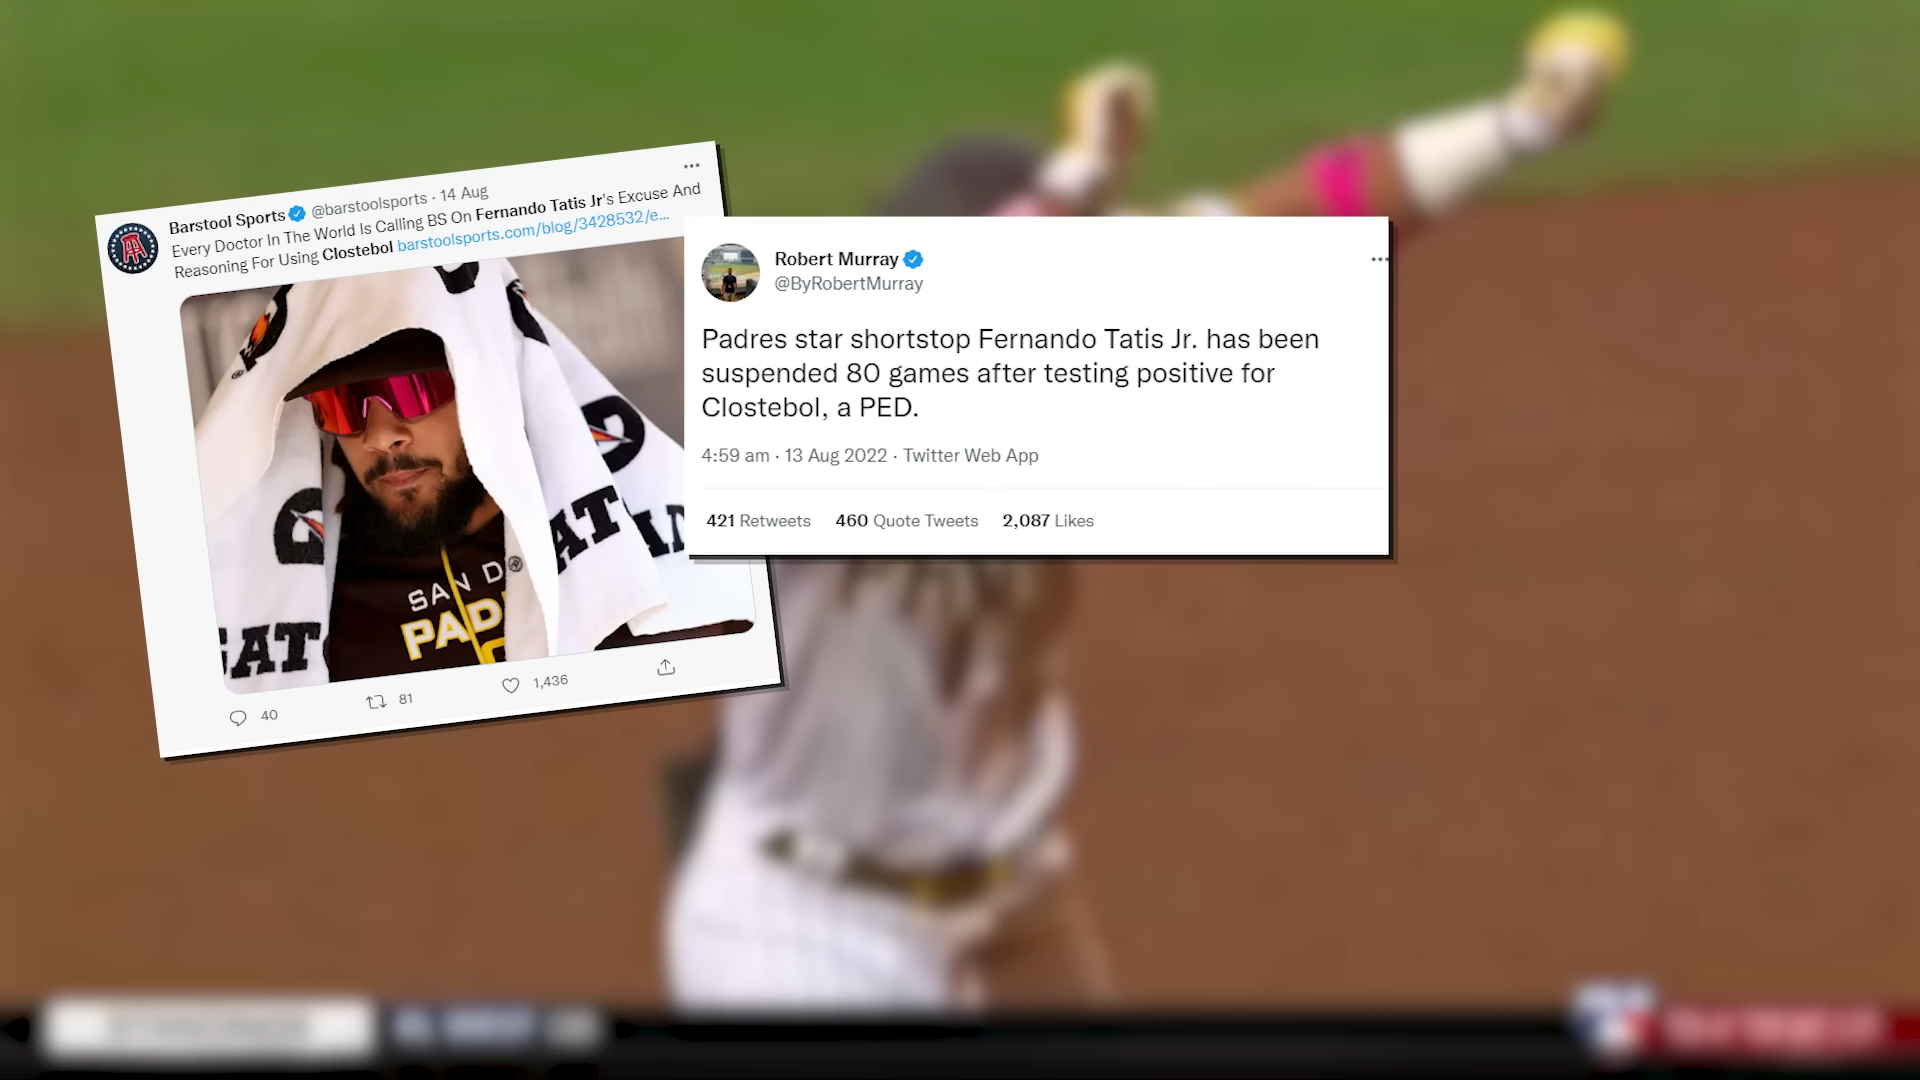 Barstool Sports @barstoolsports · 14 Aug
Every Doctor In The World Is Calling BS On Fernando Tatis Jr's Excuse And
Reasoning For Using Clostebol barstoolsports.com/blog/3428532/e...
SAN D
PAD
GAT
GAT
40
81
1,436
Robert Murray
@ByRobertMurray
Padres star shortstop Fernando Tatis Jr. has been
suspended 80 games after testing positive for
Clostebol, a PED.
4:59 am · 13 Aug 2022 · Twitter Web App
421 Retweets 460 Quote Tweets 2,087 Likes